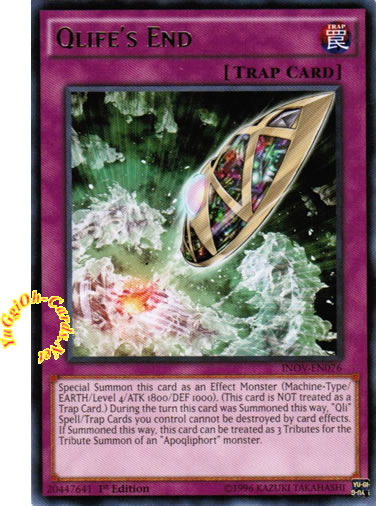 Qlife's End
TRAP
罠
[Trap Card]
YuGgiOh-Cards.Net
INOV-EN076
Special Summon this card as an Effect Monster (Machine-Type/
EARTH/Level 4/ATK 1800/DEF 1000). (This card is NOT treated as a
Trap Card.) During the turn this card was Summoned this way, "Qli"
Spell/Trap Cards you control cannot be destroyed by card effects.
If Summoned this way, this card can be treated as 3 Tributes for the
Tribute Summon of an "Apoqliphort" monster.
20447641 1st Edition ©1996 KAZUKI TAKAHASHI